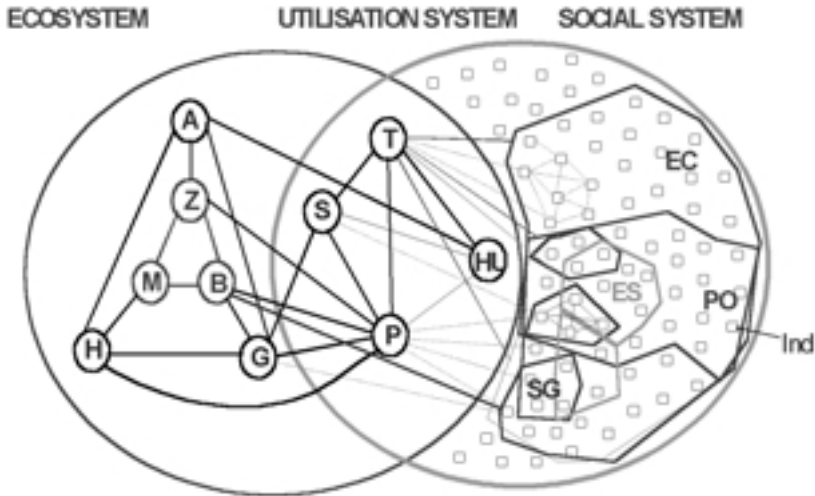 ECOSYSTEM UTILISATION SYSTEM SOCIAL SYSTEM
A
T
EC
Z
S
HL
M
B
ES
PO
P
Ind
H
G
SG